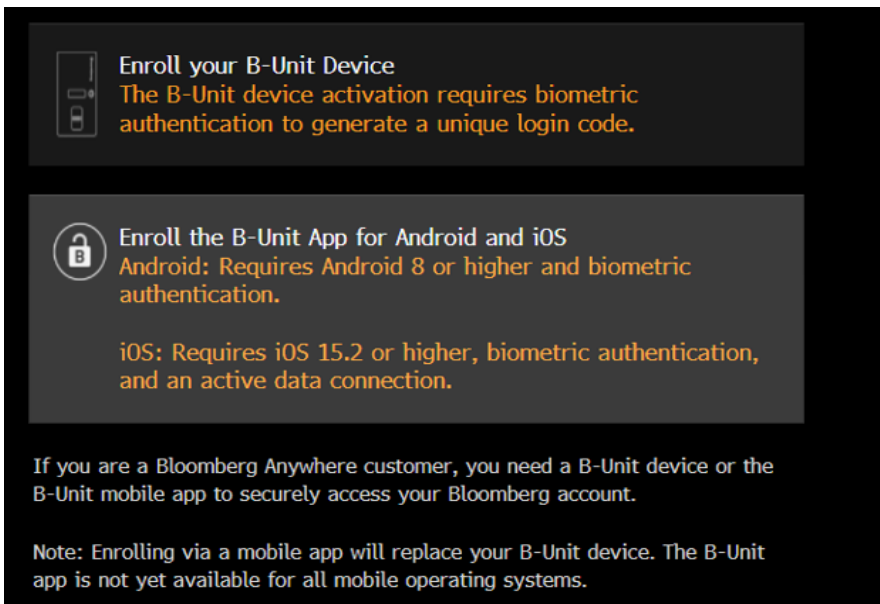 Enroll your B-Unit Device
The B-Unit device activation requires biometric
authentication to generate a unique login code.
B
Enroll the B-Unit App for Android and iOS
Android: Requires Android 8 or higher and biometric
authentication.
iOS: Requires iOS 15.2 or higher, biometric authentication,
and an active data connection.
If you are a Bloomberg Anywhere customer, you need a B-Unit device or the
B-Unit mobile app to securely access your Bloomberg account.
Note: Enrolling via a mobile app will replace your B-Unit device. The B-Unit
app is not yet available for all mobile operating systems.